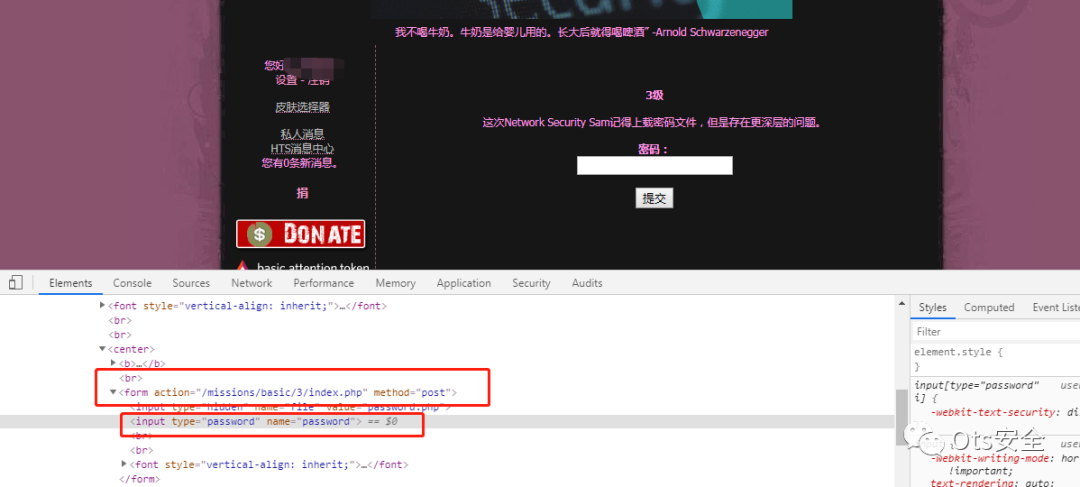 我不喝牛奶。牛奶是给婴儿用的。长大后就得喝啤酒” -Arnold Schwarzenegger
您好
设置 - 注销
皮肤选择器
私人消息
HTS消息中心
您有0条新消息。
捐
$ DONATE
basic attention token
3级
这次Network Security Sam记得上载密码文件，但是存在更深层的问题。
密码：
提交
Elements Console Sources Network Performance Memory Application Security Audits
<font style="vertical-align: inherit;">…</font>
<br>
<br>
<center>
<b>…</b>
<br>
<form action="/missions/basic/3/index.php" method="post">
<input type="hidden" name="file" value="password.php">
<input type="password" name="password"> == $0
<br>
<br>
<font style="vertical-align: inherit;">…</font>
</form>
Styles Computed Event Liste
Filter
element.style {
}
input[type="password" use
i] {
-webkit-text-security: di
}
use
-webkit-writing-mode: hor
!important;
text-rendering: auto;
Ots安全